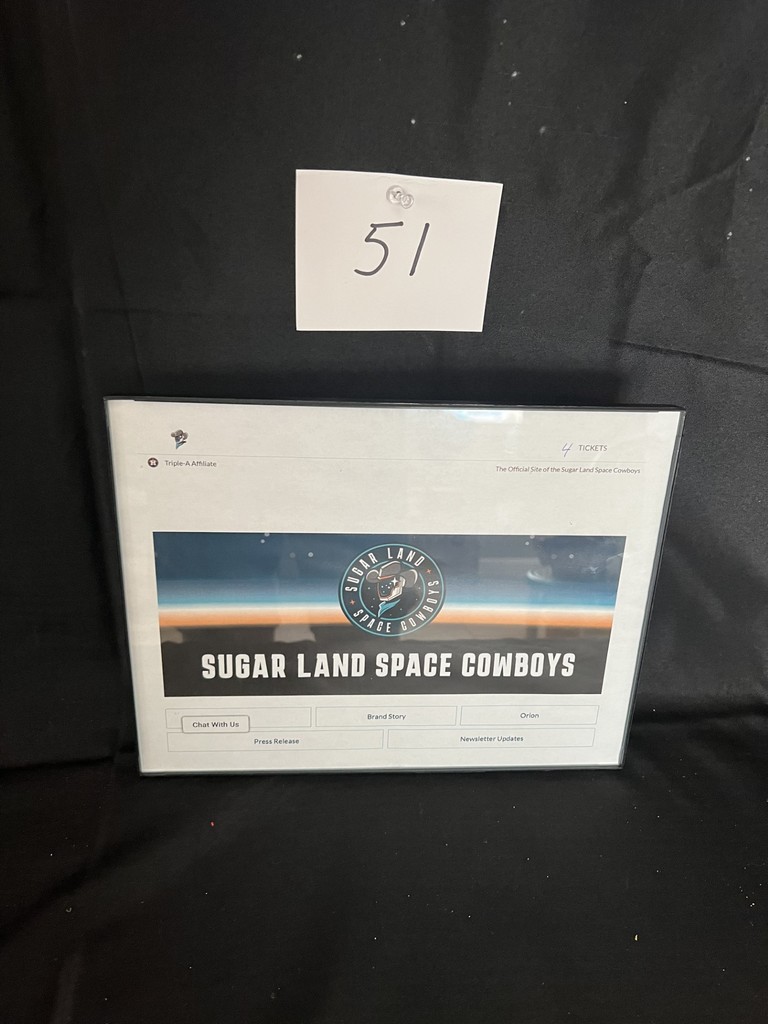 51
4 TICKETS
Triple-A Affiliate
The Official Site of the Sugar Land Space Cowboys
SUGAR LAND
SPACE COWBOYS
SUGAR LAND SPACE COWBOYS
Chat With Us
Brand Story
Orion
Press Release
Newsletter Updates